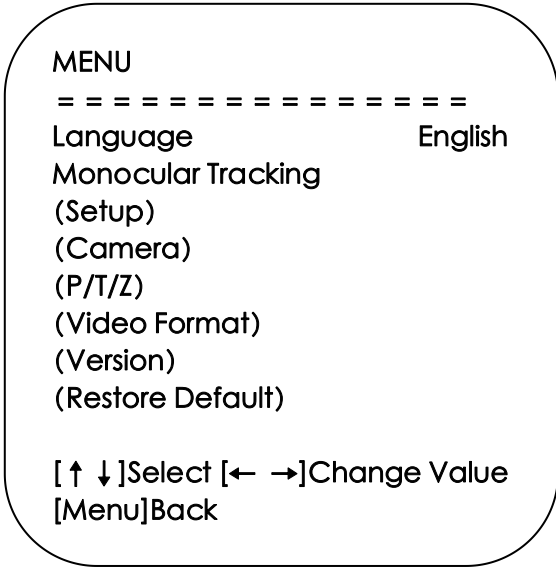 MENU
= = = = = = = = = = = = = = =
Language English
Monocular Tracking
(Setup)
(Camera)
(P/T/Z)
(Video Format)
(Version)
(Restore Default)
[↑ ↓]Select [← →]Change Value
[Menu]Back